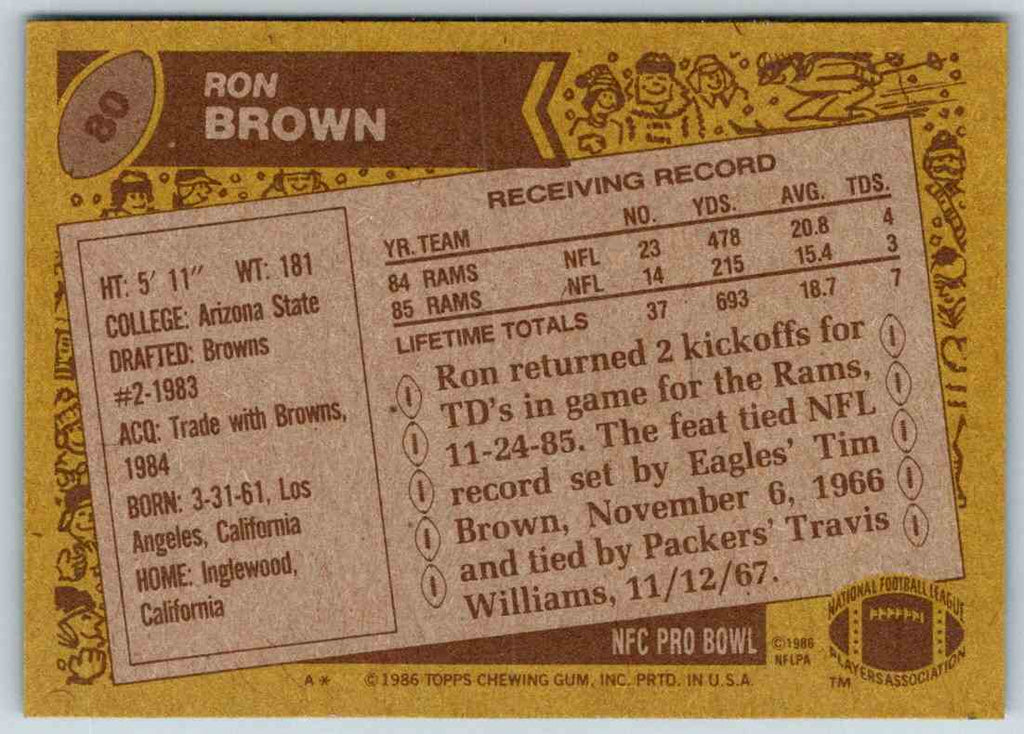 80
RON
BROWN
HT: 5' 11" WT: 181
COLLEGE: Arizona State
DRAFTED: Browns
#2-1983
ACQ: Trade with Browns,
1984
BORN: 3-31-61, Los
Angeles, California
HOME: Inglewood,
California
RECEIVING RECORD
YR. TEAM NO. YDS. AVG. TDS.
84 RAMS NFL 23 478 20.8 4
85 RAMS NFL 14 215 15.4 3
LIFETIME TOTALS 37 693 18.7 7
Ron returned 2 kickoffs for
TD's in game for the Rams,
11-24-85. The feat tied NFL
record set by Eagles' Tim
Brown, November 6, 1966
and tied by Packers' Travis
Williams, 11/12/67.
NFC PRO BOWL
©1986
NFLPA
NATIONAL FOOTBALL LEAGUE
PLAYERS ASSOCIATION
TM
A* ©1986 TOPPS CHEWING GUM, INC. PRTD. IN U.S.A.